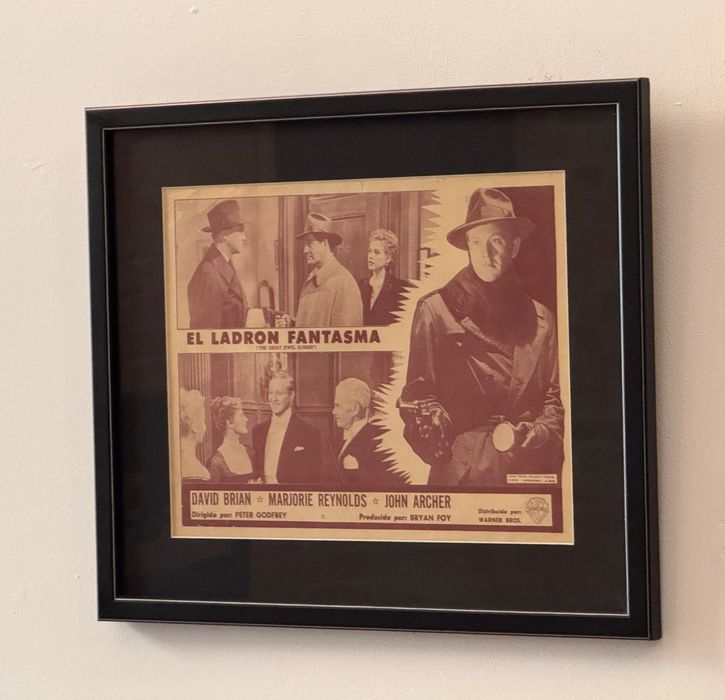 EL LADRON FANTASMA
("THE GREAT JEWEL ROBBER")
DAVID BRIAN ☆ MARJORIE REYNOLDS ☆ JOHN ARCHER
Dirigida por: PETER GODFREY
Producida por: BRYAN FOY
Distribuida por:
WARNER BROS.